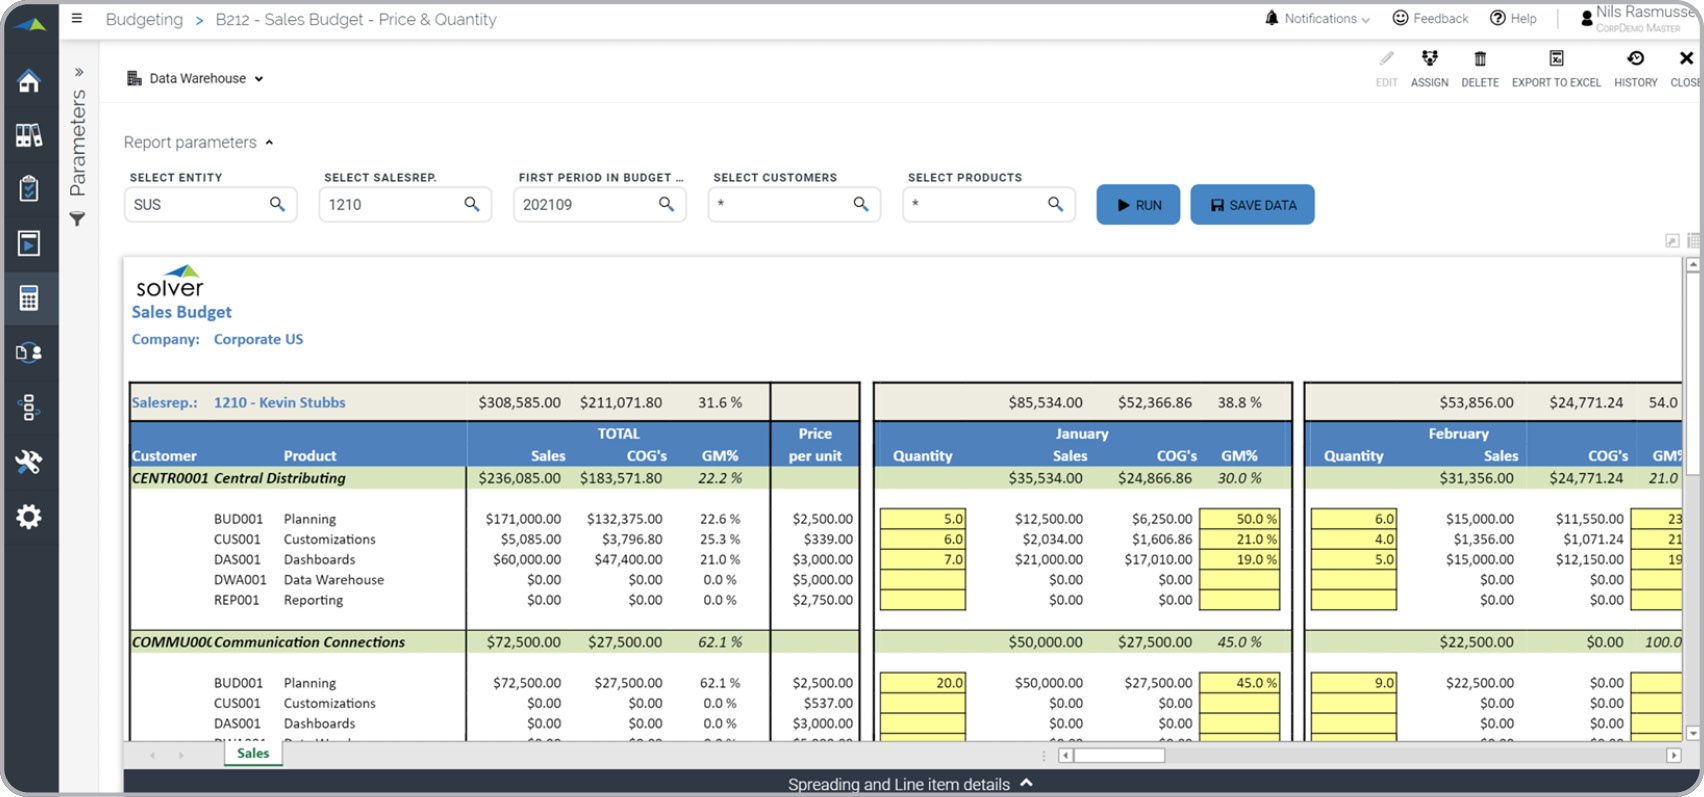 Budgeting > B212 - Sales Budget - Price & Quantity
Notifications Feedback Help Nils Rasmusse
CorpDemo Master
Parameters
Data Warehouse
EDIT ASSIGN DELETE EXPORT TO EXCEL HISTORY CLOSE
Report parameters
SELECT ENTITY SELECT SALESREP. FIRST PERIOD IN BUDGET ... SELECT CUSTOMERS SELECT PRODUCTS
SUS 1210 202109 * * RUN SAVE DATA
solver
Sales Budget
Company: Corporate US
Salesrep.: 1210 - Kevin Stubbs $308,585.00 $211,071.80 31.6 % $85,534.00 $52,366.86 38.8 % $53,856.00 $24,771.24 54.0
TOTAL Price January February
Customer Product Sales COG's GM% per unit Quantity Sales COG's GM% Quantity Sales COG's GM%
CENTR0001 Central Distributing $236,085.00 $183,571.80 22.2 % $35,534.00 $24,866.86 30.0 % $31,356.00 $24,771.24 21.0
BUD001 Planning $171,000.00 $132,375.00 22.6 % $2,500.00 5.0 $12,500.00 $6,250.00 50.0 % 6.0 $15,000.00 $11,550.00 23
CUS001 Customizations $5,085.00 $3,796.80 25.3 % $339.00 6.0 $2,034.00 $1,606.86 21.0 % 4.0 $1,356.00 $1,071.24 21
DAS001 Dashboards $60,000.00 $47,400.00 21.0 % $3,000.00 7.0 $21,000.00 $17,010.00 19.0 % 5.0 $15,000.00 $12,150.00 19
DWA001 Data Warehouse $0.00 $0.00 0.0 % $5,000.00 $0.00 $0.00 $0.00 $0.00
REP001 Reporting $0.00 $0.00 0.0 % $2,750.00 $0.00 $0.00 $0.00 $0.00
COMMU00 Communication Connections $72,500.00 $27,500.00 62.1 % $50,000.00 $27,500.00 45.0 % $22,500.00 $0.00 100.0
BUD001 Planning $72,500.00 $27,500.00 62.1 % $2,500.00 20.0 $50,000.00 $27,500.00 45.0 % 9.0 $22,500.00 $0.00
CUS001 Customizations $0.00 $0.00 0.0 % $537.00 $0.00 $0.00 $0.00 $0.00
DAS001 Dashboards $0.00 $0.00 0.0 % $3,000.00 $0.00 $0.00 $0.00 $0.00
Sales
Spreading and Line item details